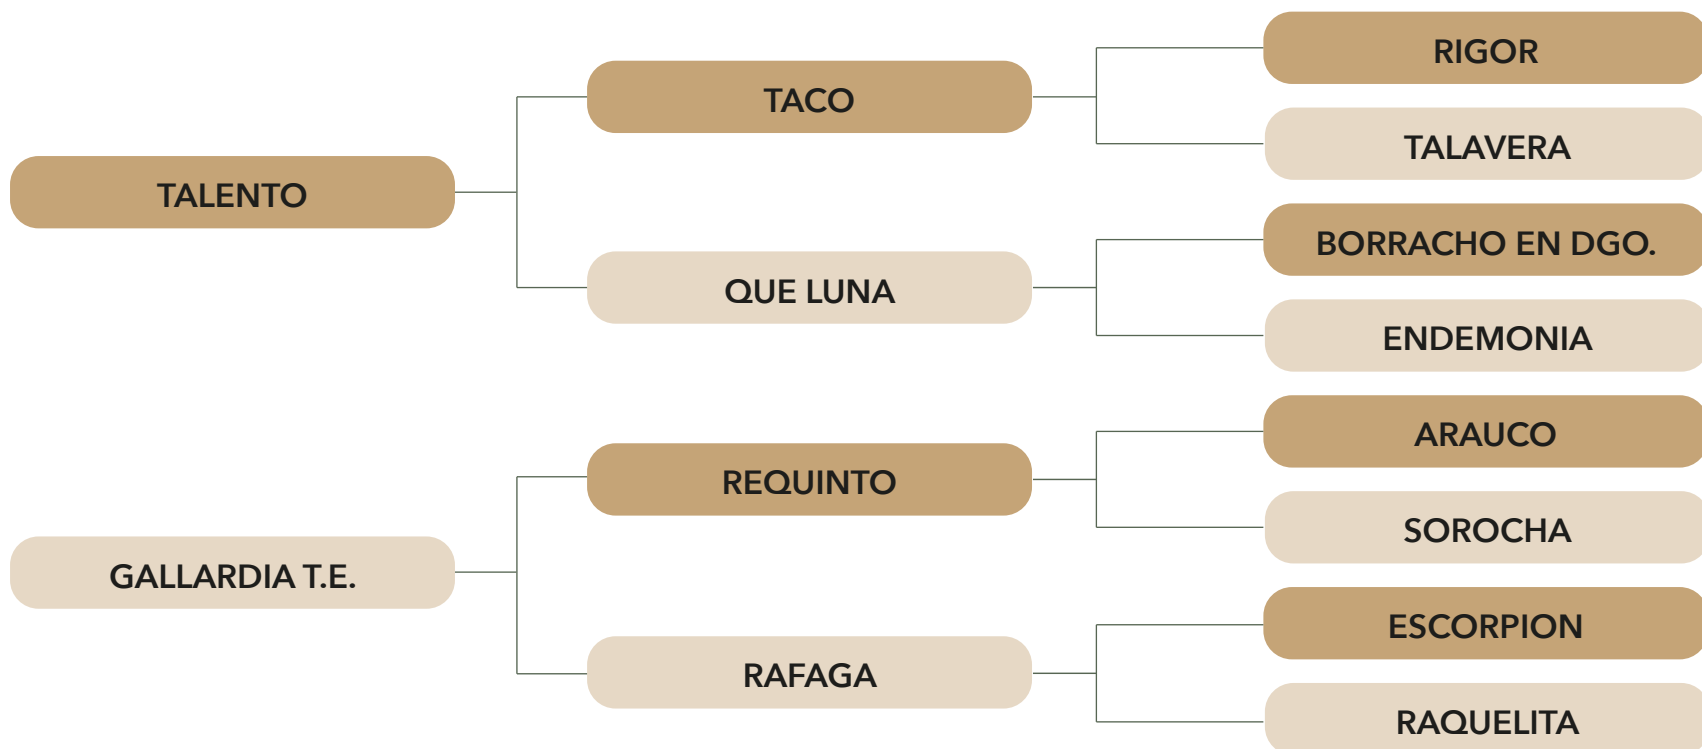 RIGOR
TACO
TALAVERA
TALENTO
BORRACHO EN DGO.
QUE LUNA
ENDEMONIA
ARAUCO
REQUINTO
SOROCHA
GALLARDIA T.E.
ESCORPION
RAFAGA
RAQUELITA